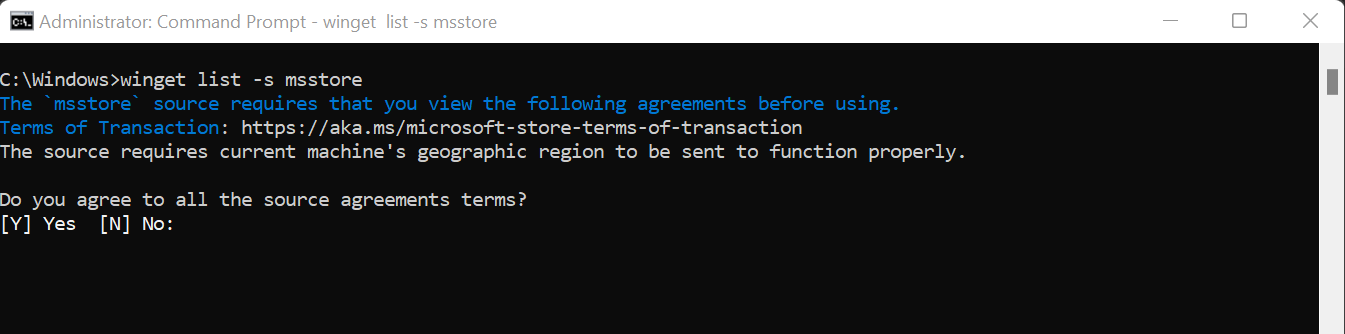 Administrator: Command Prompt - winget  list -s msstore
C:\Windows>winget list -s msstore
The `msstore` source requires that you view the following agreements before using.
Terms of Transaction: https://aka.ms/microsoft-store-terms-of-transaction
The source requires current machine's geographic region to be sent to function properly.
Do you agree to all the source agreements terms?
[Y] Yes  [N] No: